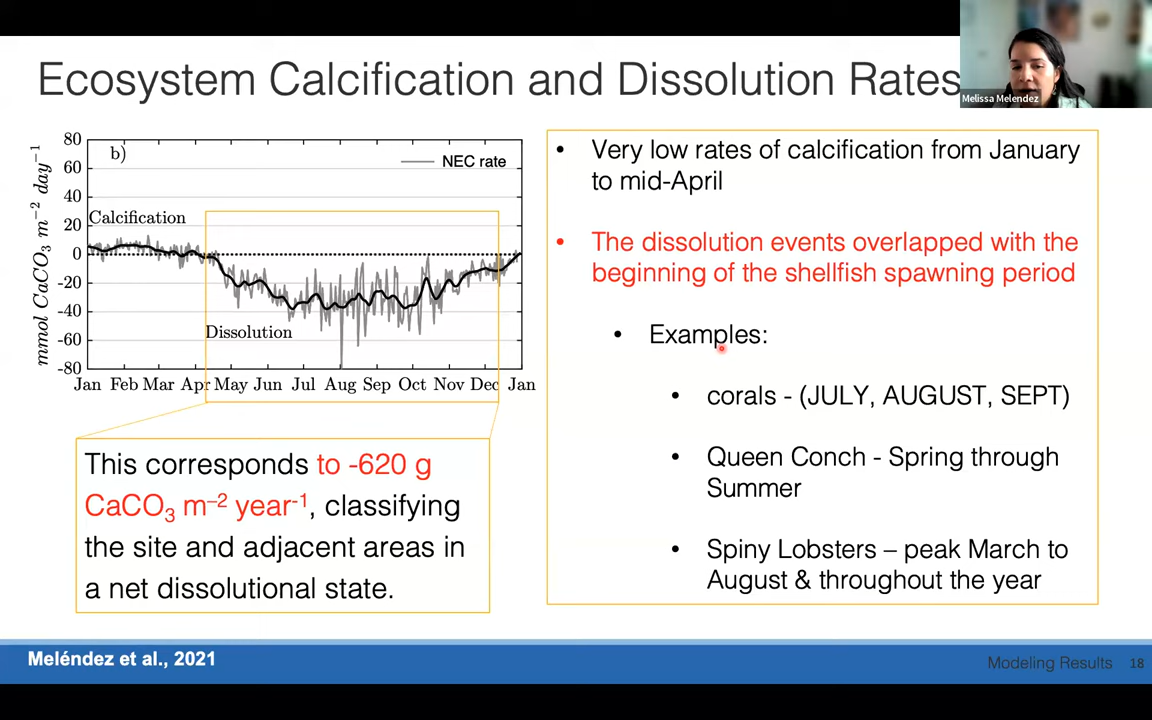 Ecosystem Calcification and Dissolution Rates
Melissa Melendez
80
60
40
20
0
-20
-40
-60
-80
mmol CaCO₃ m⁻² day⁻¹
b)
NEC rate
Calcification
Dissolution
Jan Feb Mar Apr May Jun Jul Aug Sep Oct Nov Dec Jan
This corresponds to -620 g
CaCO₃ m⁻² year⁻¹, classifying
the site and adjacent areas in
a net dissolutional state.
• Very low rates of calcification from January
to mid-April
• The dissolution events overlapped with the
beginning of the shellfish spawning period
• Examples:
• corals - (JULY, AUGUST, SEPT)
• Queen Conch - Spring through
Summer
• Spiny Lobsters – peak March to
August & throughout the year
Meléndez et al., 2021
Modeling Results 18